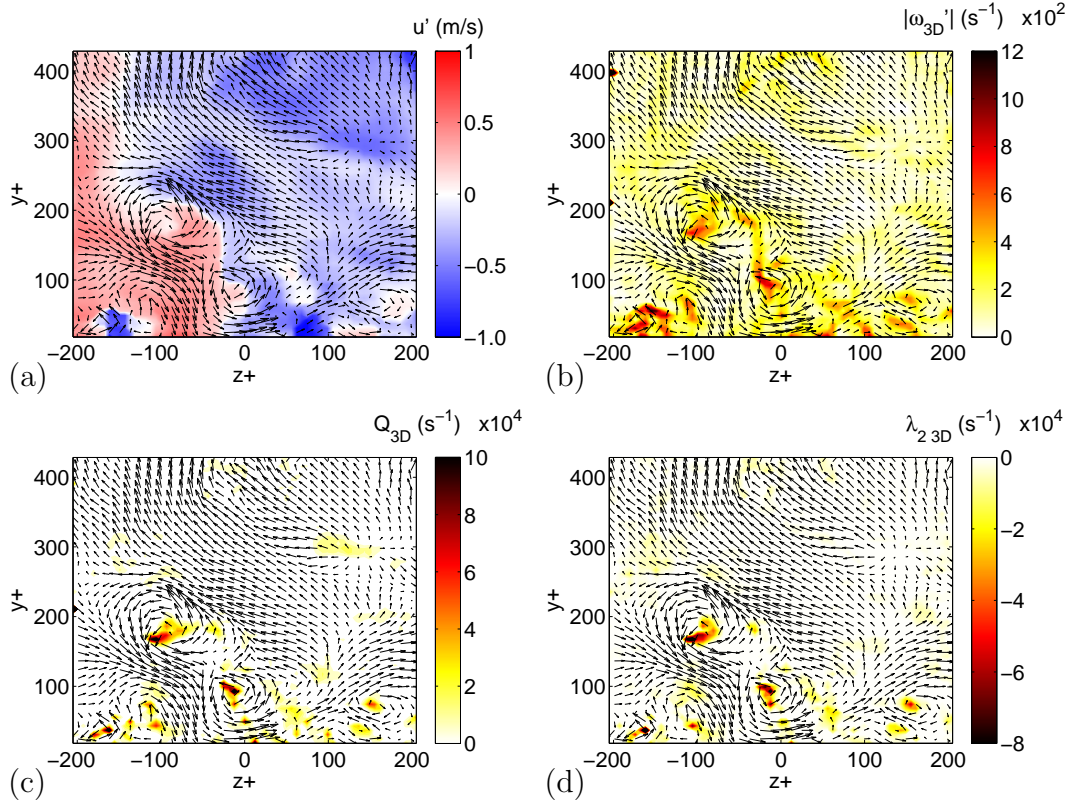 u' (m/s)
400
300
200
100
y+
−200 −100 0 100 200
z+
1
0.5
0
−0.5
−1.0
(a)
|ω3D'| (s−1) x102
400
300
200
100
y+
−200 −100 0 100 200
z+
12
10
8
6
4
2
0
(b)
Q3D (s−1) x104
400
300
200
100
y+
−200 −100 0 100 200
z+
10
8
6
4
2
0
(c)
λ2 3D (s−1) x104
400
300
200
100
y+
−200 −100 0 100 200
z+
0
−2
−4
−6
−8
(d)